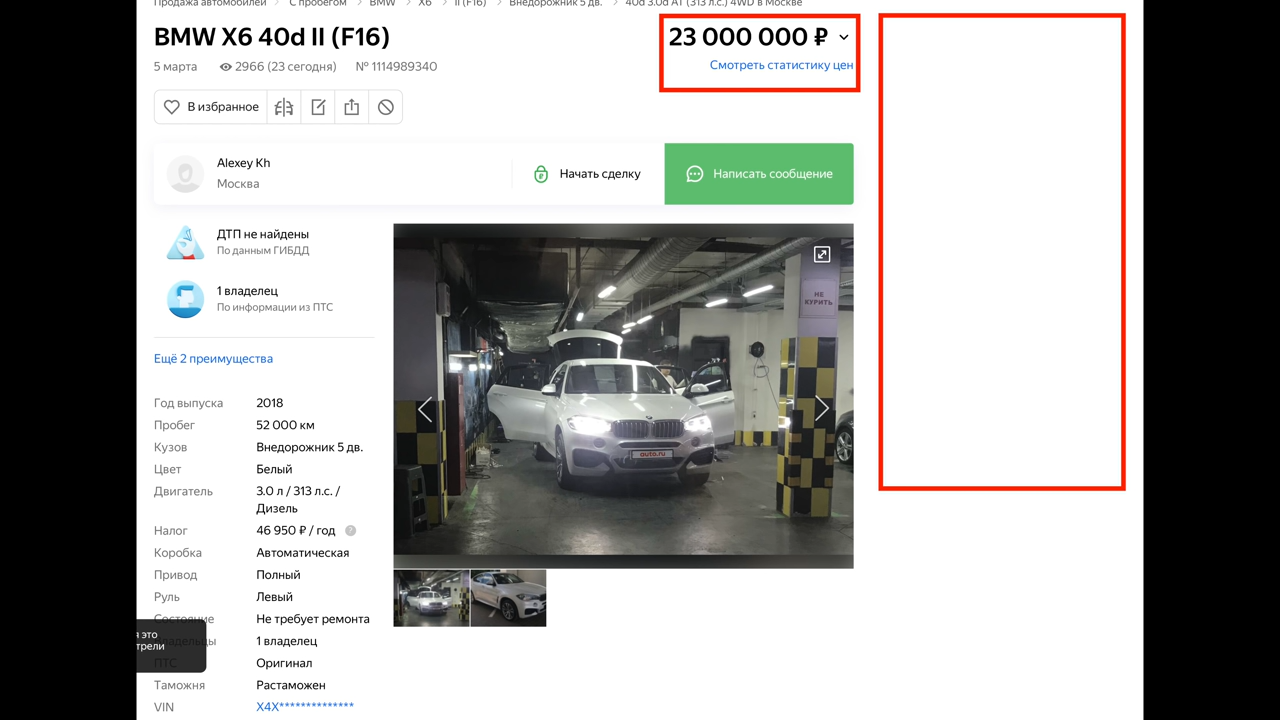 Продажа автомобилей > С пробегом > BMW > X6 > II (F16) > Внедорожник 5 дв. > 40d 3.0d AT (313 л.с.) 4WD в Москве
BMW X6 40d II (F16)
23 000 000 ₽
5 марта 2966 (23 сегодня) № 1114989340
Смотреть статистику цен
В избранное
Alexey Kh
Москва
Начать сделку
Написать сообщение
ДТП не найдены
По данным ГИБДД
1 владелец
По информации из ПТС
Ещё 2 преимущества
НЕ
КУРИТЬ
auto.ru
Год выпуска 2018
Пробег 52 000 км
Кузов Внедорожник 5 дв.
Цвет Белый
Двигатель 3.0 л / 313 л.с. /
Дизель
Налог 46 950 ₽ / год ?
Коробка Автоматическая
Привод Полный
Руль Левый
Состояние Не требует ремонта
я это
трели
Владельцы 1 владелец
ПТС Оригинал
Таможня Растаможен
VIN X4X**************